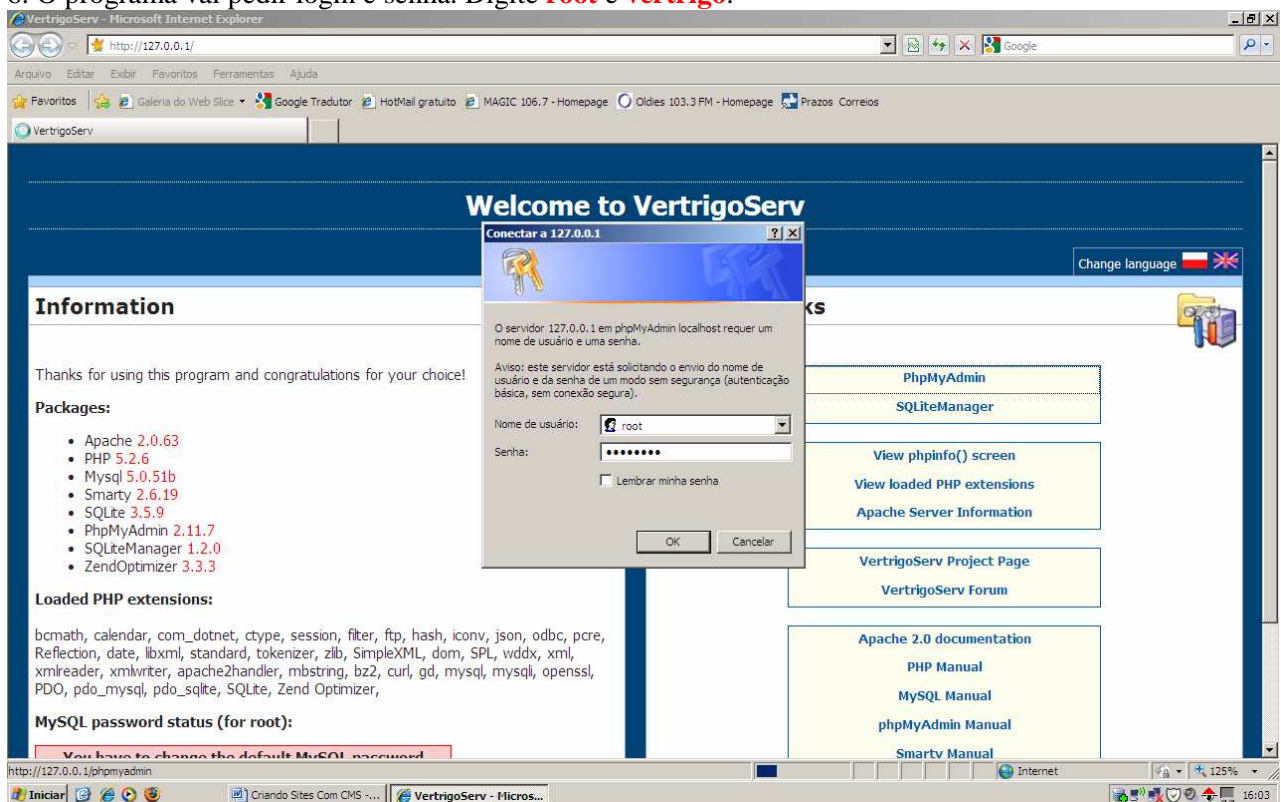 6. O programa vai pedir login e senha. Digite root e vertrigo.
VertrigoServ - Microsoft Internet Explorer
http://127.0.0.1/
Google
Arquivo Editar Exibir Favoritos Ferramentas Ajuda
Favoritos Galeria do Web Slice Google Tradutor HotMail gratuito MAGIC 106.7 - Homepage Oldies 103.3 FM - Homepage Prazos Correios
VertrigoServ
Welcome to VertrigoServ
Change language
Information
Thanks for using this program and congratulations for your choice!
Packages:
• Apache 2.0.63
• PHP 5.2.6
• Mysql 5.0.51b
• Smarty 2.6.19
• SQLite 3.5.9
• PhpMyAdmin 2.11.7
• SQLiteManager 1.2.0
• ZendOptimizer 3.3.3
Loaded PHP extensions:
bcmath, calendar, com_dotnet, ctype, session, filter, ftp, hash, iconv, json, odbc, pcre,
Reflection, date, libxml, standard, tokenizer, zlib, SimpleXML, dom, SPL, wddx, xml,
xmlreader, xmlwriter, apache2handler, mbstring, bz2, curl, gd, mysql, mysqli, openssl,
PDO, pdo_mysql, pdo_sqlite, SQLite, Zend Optimizer,
MySQL password status (for root):
You have to change the default MySQL password
Conectar a 127.0.0.1
O servidor 127.0.0.1 em phpMyAdmin localhost requer um
nome de usuário e uma senha.
Aviso: este servidor está solicitando o envio do nome de
usuário e da senha de um modo sem segurança (autenticação
básica, sem conexão segura).
Nome de usuário: root
Senha: ••••••••
Lembrar minha senha
OK Cancelar
ks
PhpMyAdmin
SQLiteManager
View phpinfo() screen
View loaded PHP extensions
Apache Server Information
VertrigoServ Project Page
VertrigoServ Forum
Apache 2.0 documentation
PHP Manual
MySQL Manual
phpMyAdmin Manual
Smarty Manual
http://127.0.0.1/phpmyadmin
Internet
125%
Iniciar
Criando Sites Com CMS -...
VertrigoServ - Micros...
16:03